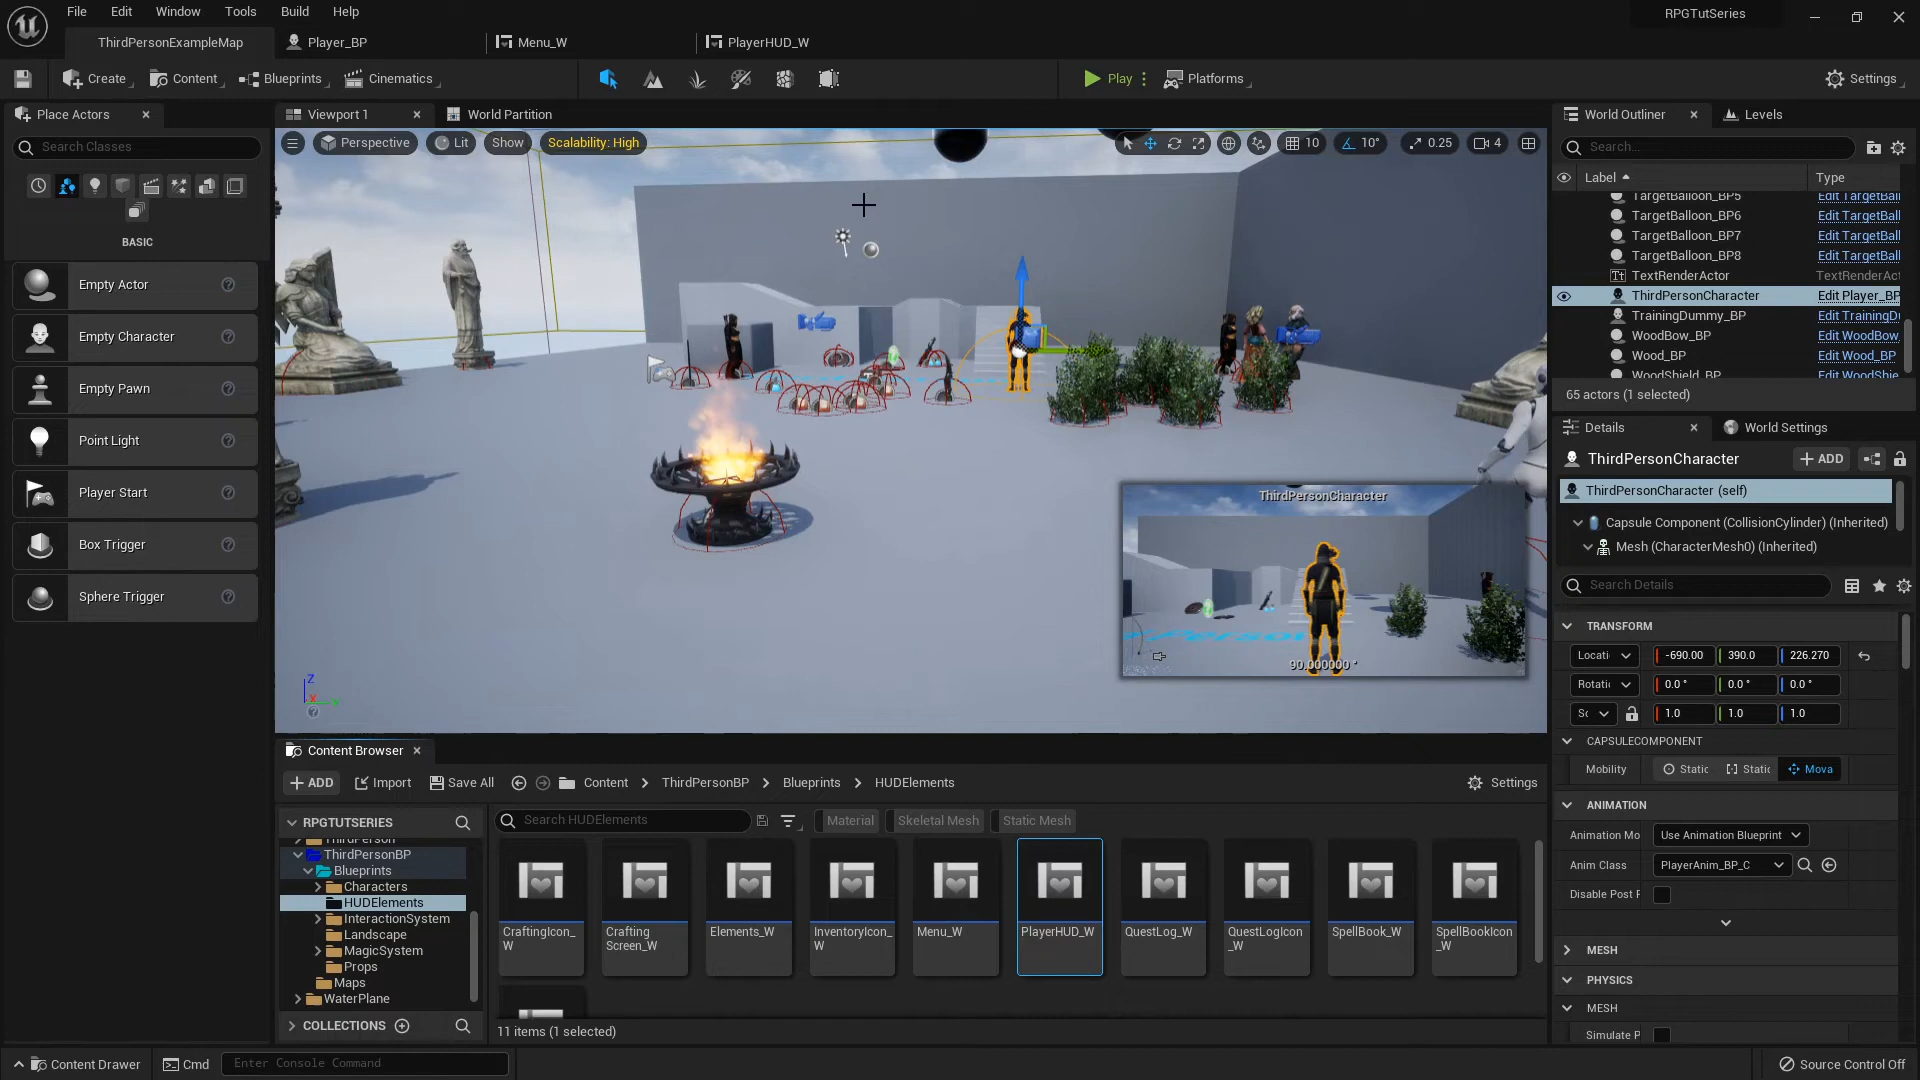 File Edit Window Tools Build Help
RPGTutSeries
ThirdPersonExampleMap Player_BP Menu_W PlayerHUD_W
Create Content Blueprints Cinematics Play Platforms Settings
Place Actors
Search Classes
BASIC
Empty Actor
Empty Character
Empty Pawn
Point Light
Player Start
Box Trigger
Sphere Trigger
Viewport 1 World Partition
Perspective Lit Show Scalability: High 10 10° 0.25 4
ThirdPersonCharacter
90.000000 °
Z
X
Y
World Outliner Levels
Search...
Label Type
TargetBalloon_BP5 Edit TargetBall
TargetBalloon_BP6 Edit TargetBall
TargetBalloon_BP7 Edit TargetBall
TargetBalloon_BP8 Edit TargetBall
TextRenderActor TextRenderAct
ThirdPersonCharacter Edit Player_BP
TrainingDummy_BP Edit TrainingDu
WoodBow_BP Edit WoodBow_
Wood_BP Edit Wood_BP
WoodShield_BP Edit WoodShie
65 actors (1 selected)
Details World Settings
ThirdPersonCharacter ADD
ThirdPersonCharacter (self)
Capsule Component (CollisionCylinder) (Inherited)
Mesh (CharacterMesh0) (Inherited)
Search Details
TRANSFORM
Locati -690.00 390.0 226.270
Rotati 0.0 ° 0.0 ° 0.0 °
Sc 1.0 1.0 1.0
CAPSULECOMPONENT
Mobility Static Static Mova
ANIMATION
Animation Mo Use Animation Blueprint
Anim Class PlayerAnim_BP_C
Disable Post F
MESH
PHYSICS
MESH
Simulate P
Content Browser
ADD Import Save All Content ThirdPersonBP Blueprints HUDElements Settings
RPGTUTSERIES
ThirdPerson
ThirdPersonBP
Blueprints
Characters
HUDElements
InteractionSystem
Landscape
MagicSystem
Props
Maps
WaterPlane
COLLECTIONS
Search HUDElements Material Skeletal Mesh Static Mesh
CraftingIcon_
W
Crafting
Screen_W
Elements_W
InventoryIcon_
W
Menu_W
PlayerHUD_W
QuestLog_W
QuestLogIcon
_W
SpellBook_W
SpellBookIcon
_W
11 items (1 selected)
Content Drawer Cmd Enter Console Command Source Control Off